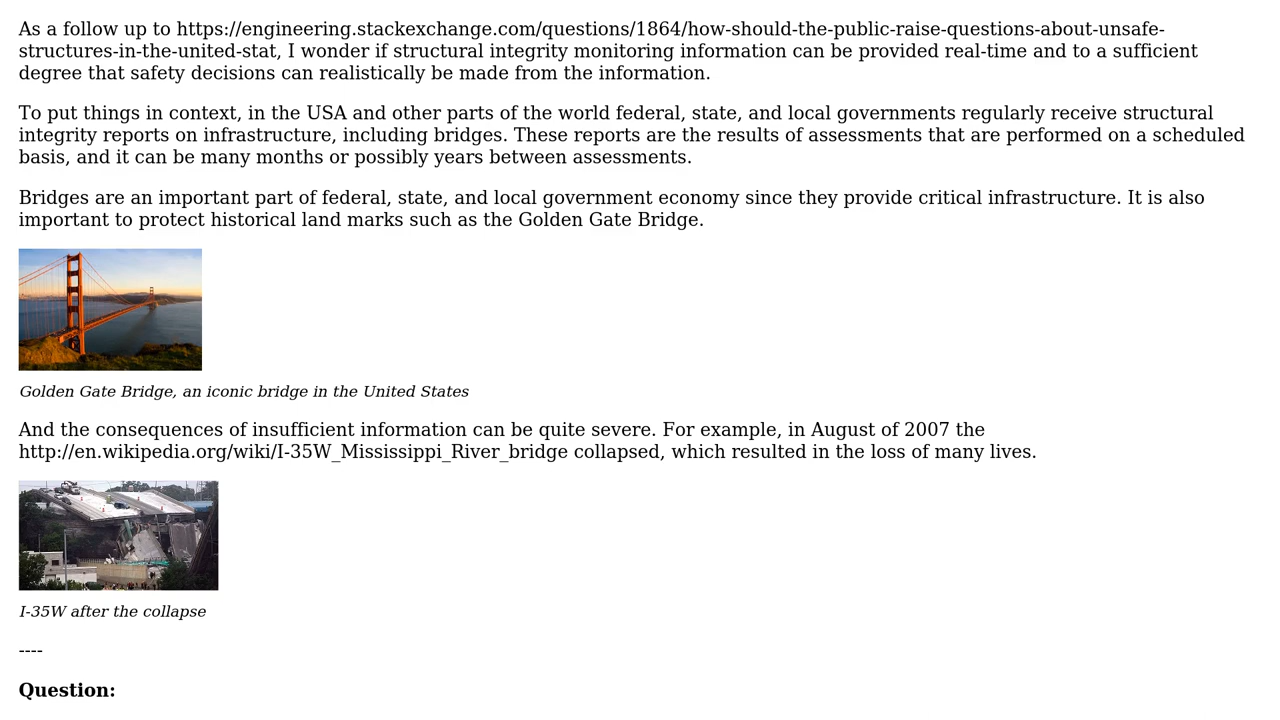 As a follow up to https://engineering.stackexchange.com/questions/1864/how-should-the-public-raise-questions-about-unsafe-
structures-in-the-united-stat, I wonder if structural integrity monitoring information can be provided real-time and to a sufficient
degree that safety decisions can realistically be made from the information.
To put things in context, in the USA and other parts of the world federal, state, and local governments regularly receive structural
integrity reports on infrastructure, including bridges. These reports are the results of assessments that are performed on a scheduled
basis, and it can be many months or possibly years between assessments.
Bridges are an important part of federal, state, and local government economy since they provide critical infrastructure. It is also
important to protect historical land marks such as the Golden Gate Bridge.
Golden Gate Bridge, an iconic bridge in the United States
And the consequences of insufficient information can be quite severe. For example, in August of 2007 the
http://en.wikipedia.org/wiki/I-35W_Mississippi_River_bridge collapsed, which resulted in the loss of many lives.
I-35W after the collapse
----
Question: